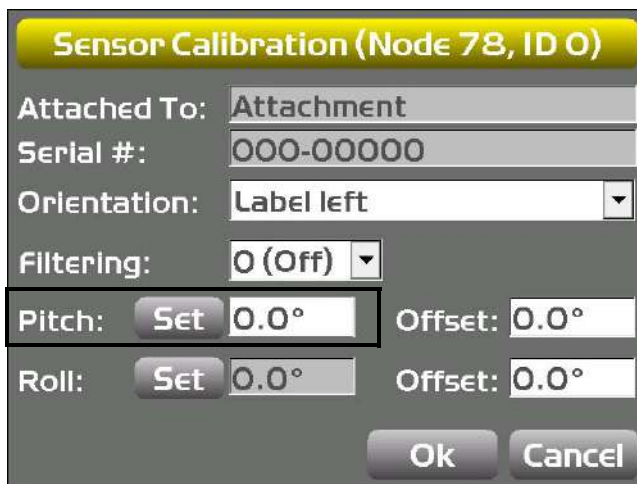 Sensor Calibration (Node 78, ID 0)
Attached To: Attachment
Serial #: 000-00000
Orientation: Label left
Filtering: 0 (Off)
Pitch: Set 0.0° Offset: 0.0°
Roll: Set 0.0° Offset: 0.0°
Ok Cancel